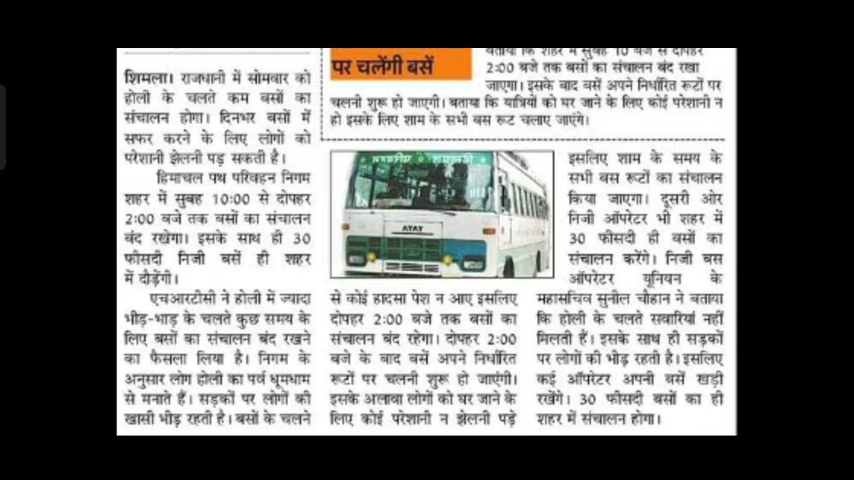 शिमला। राजधानी में सोमवार को
होली के चलते कम बसों का
संचालन होगा। दिनभर बसों में
सफर करने के लिए लोगों को
परेशानी झेलनी पड़ सकती है।
हिमाचल पथ परिवहन निगम
शहर में सुबह 10:00 से दोपहर
2:00 बजे तक बसों का संचालन
बंद रखेगा। इसके साथ ही 30
फीसदी निजी बसें ही शहर
में दौड़ेंगी।
एचआरटीसी ने होली में ज्यादा
भीड़-भाड़ के चलते कुछ समय के
लिए बसों का संचालन बंद रखने
का फैसला लिया है। निगम के
अनुसार लोग होली का पर्व धूमधाम
से मनाते हैं। सड़कों पर लोगों की
खासी भीड़ रहती है। बसों के चलने
पर चलेंगी बसें
बताया कि शहर में सुबह 10 बजे से दोपहर
2:00 बजे तक बसों का संचालन बंद रखा
जाएगा। इसके बाद बसें अपने निर्धारित रूटों पर
चलनी शुरू हो जाएगी। बताया कि यात्रियों को घर जाने के लिए कोई परेशानी न
हो इसके लिए शाम के सभी बस रूट चलाए जाएंगे।
से कोई हादसा पेश न आए इसलिए
दोपहर 2:00 बजे तक बसों का
संचालन बंद रहेगा। दोपहर 2:00
बजे के बाद बसें अपने निर्धारित
रूटों पर चलनी शुरू हो जाएंगी।
इसके अलावा लोगों को घर जाने के
लिए कोई परेशानी न झेलनी पड़े
इसलिए शाम के समय के
सभी बस रूटों का संचालन
किया जाएगा। दूसरी ओर
निजी ऑपरेटर भी शहर में
30 फीसदी ही बसों का
संचालन करेंगे। निजी बस
ऑपरेटर यूनियन के
महासचिव सुनील चौहान ने बताया
कि होली के चलते सवारियां नहीं
मिलती हैं। इसके साथ ही सड़कों
पर लोगों की भीड़ रहती है। इसलिए
कई ऑपरेटर अपनी बसें खड़ी
रखेंगे। 30 फीसदी बसों का ही
शहर में संचालन होगा।